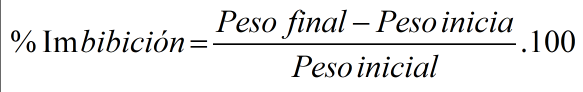 % Imbibición = Peso final – Peso inicia
Peso inicial
.100